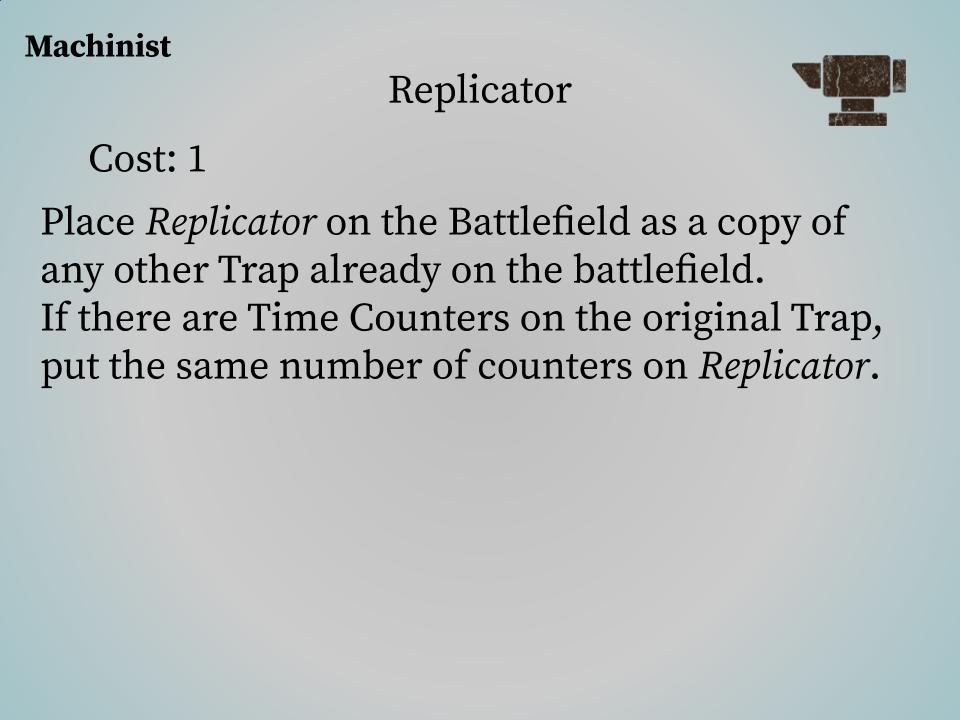 Machinist
Replicator
Cost: 1
Place Replicator on the Battlefield as a copy of
any other Trap already on the battlefield.
If there are Time Counters on the original Trap,
put the same number of counters on Replicator.